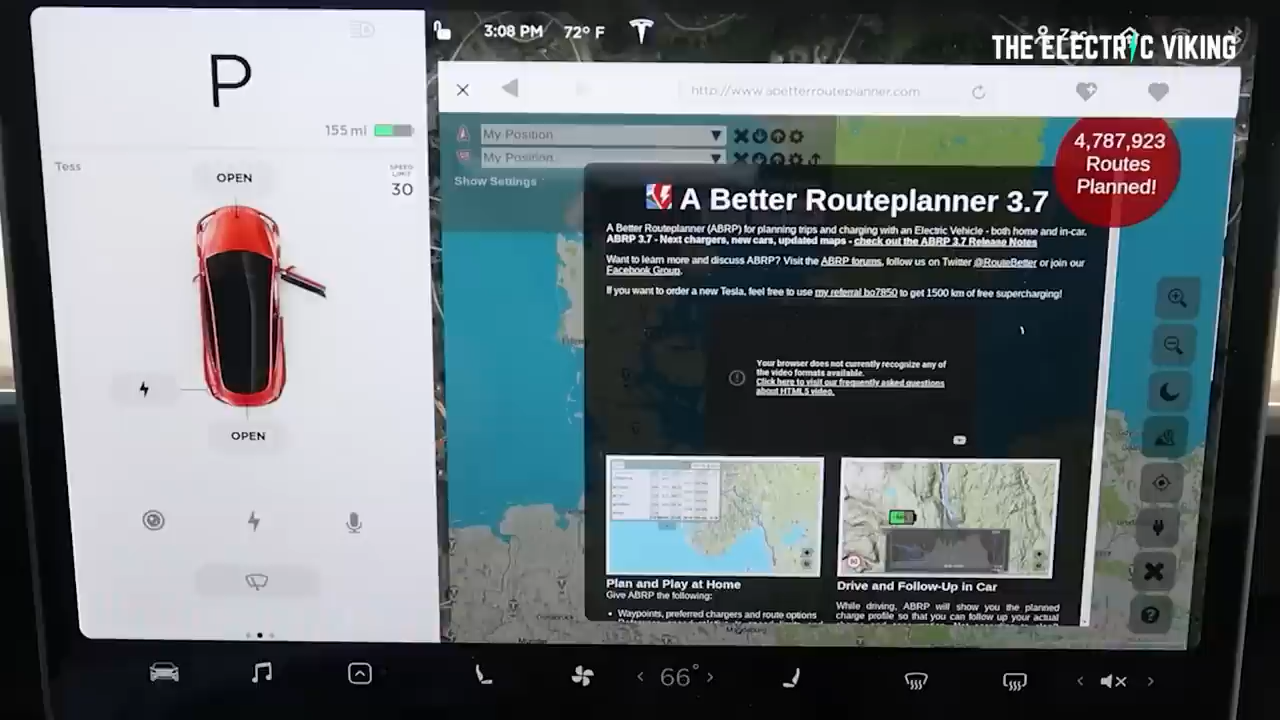 P
155 mi
Tess
OPEN
SPEED
LIMIT
30
OPEN
3:08 PM
72° F
THE ELECTRIC VIKING
http://www.abetterrouteplanner.com
My Position
My Position
Show Settings
4,787,923
Routes
Planned!
A Better Routeplanner 3.7
A Better Routeplanner (ABRP) for planning trips and charging with an Electric Vehicle - both home and in-car.
ABRP 3.7 - Next chargers, new cars, updated maps - check out the ABRP 3.7 Release Notes
Want to learn more and discuss ABRP? Visit the ABRP forums, follow us on Twitter @RouteBetter or join our
Facebook Group.
If you want to order a new Tesla, feel free to use my referral bo7850 to get 1500 km of free supercharging!
Your browser does not currently recognize any of
the video formats available.
Click here to visit our frequently asked questions
about HTML5 video.
Plan and Play at Home
Give ABRP the following:
• Waypoints, preferred chargers and route options
Drive and Follow-Up in Car
While driving, ABRP will show you the planned
charge profile so that you can follow up your actual
66°